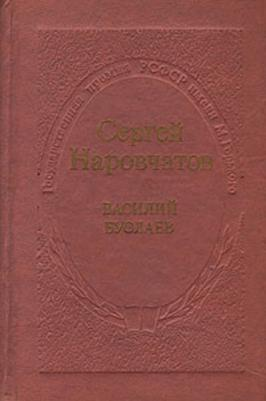 Государственная премия РСФСР имени М. Горького
Сергей
Наровчатов
ВАСИЛИЙ
БУСЛАЕВ